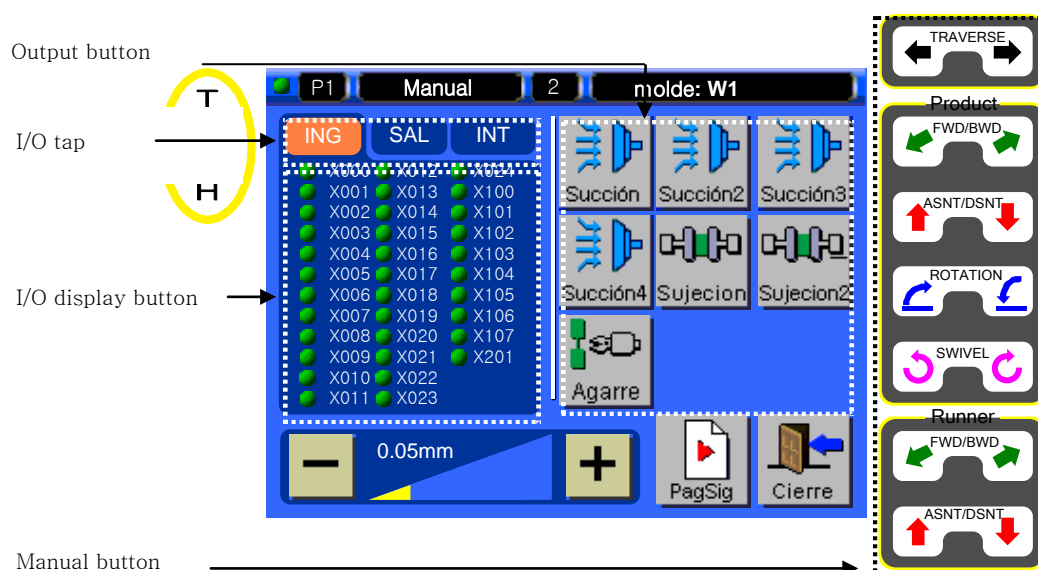 Output button
I/O tap
I/O display button
Manual button
T
H
P1 Manual 2 molde: W1
ING SAL INT
X000 X012 X024
X001 X013 X100
X002 X014 X101
X003 X015 X102
X004 X016 X103
X005 X017 X104
X006 X018 X105
X007 X019 X106
X008 X020 X107
X009 X021 X201
X010 X022
X011 X023
Succión Succión2 Succión3
Succión4 Sujecion Sujecion2
Agarre
0.05mm
PagSig Cierre
TRAVERSE
Product
FWD/BWD
ASNT/DSNT
ROTATION
SWIVEL
Runner
FWD/BWD
ASNT/DSNT